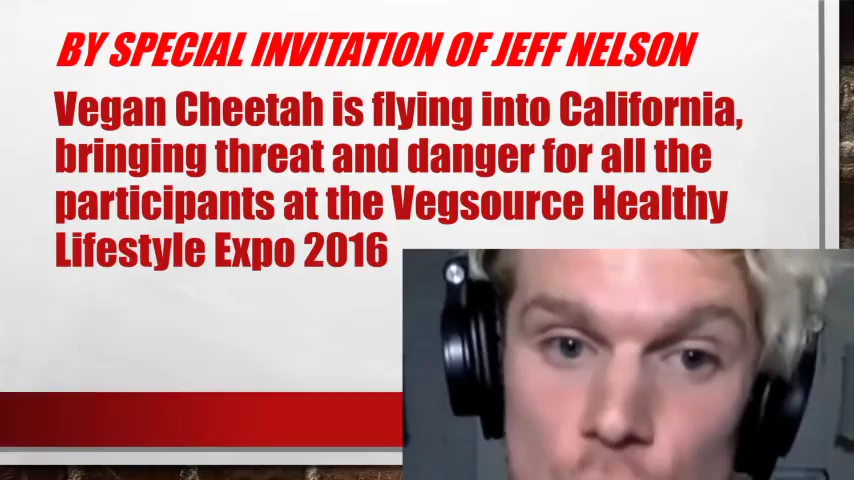 BY SPECIAL INVITATION OF JEFF NELSON
Vegan Cheetah is flying into California,
bringing threat and danger for all the
participants at the Vegsource Healthy
Lifestyle Expo 2016